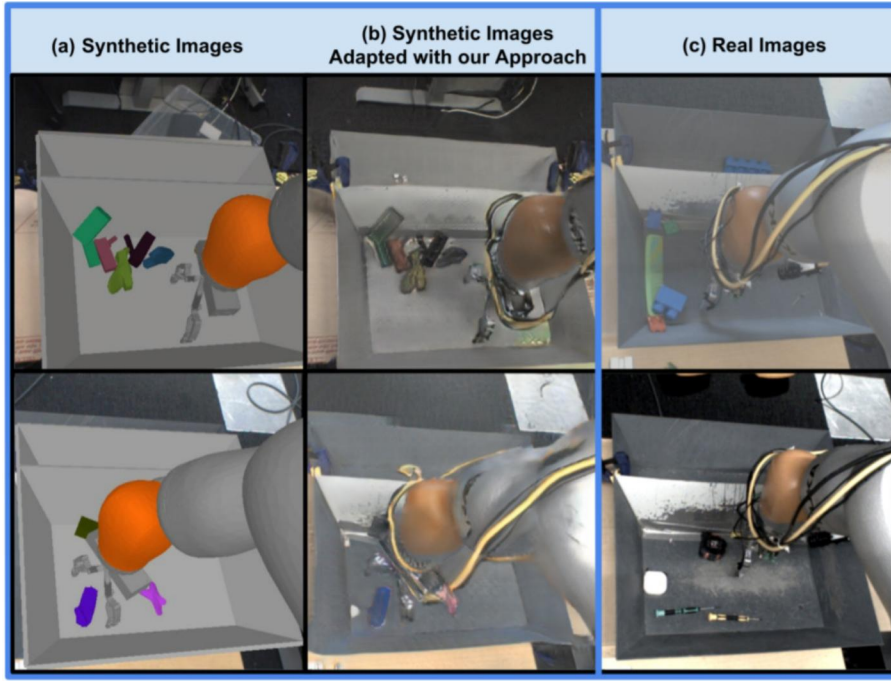 (a) Synthetic Images
(b) Synthetic Images
Adapted with our Approach
(c) Real Images